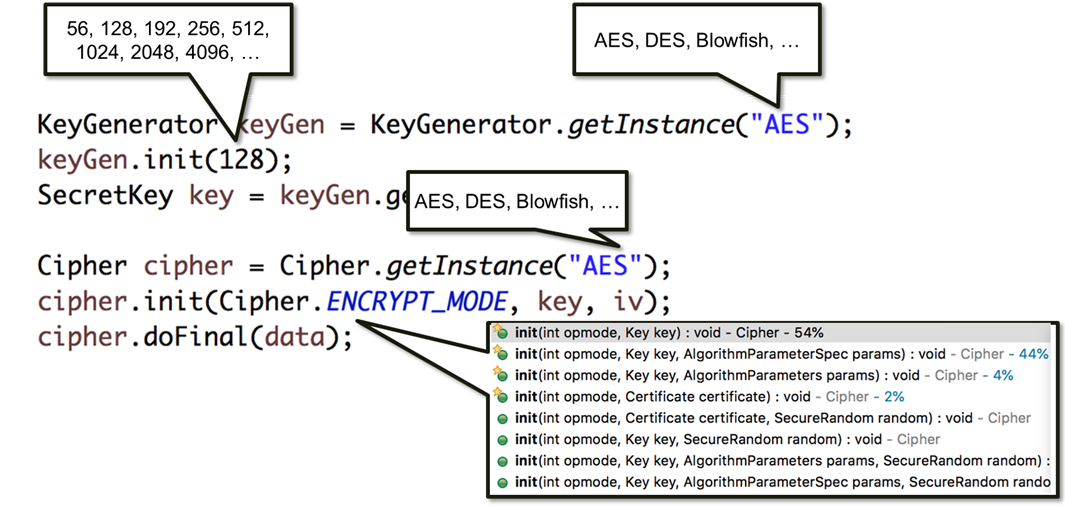 56, 128, 192, 256, 512,
1024, 2048, 4096, …
AES, DES, Blowfish, …
KeyGenerator keyGen = KeyGenerator.getInstance("AES");
keyGen.init(128);
SecretKey key = keyGen.ge
AES, DES, Blowfish, …
Cipher cipher = Cipher.getInstance("AES");
cipher.init(Cipher.ENCRYPT_MODE, key, iv);
cipher.doFinal(data);
init(int opmode, Key key) : void - Cipher - 54%
init(int opmode, Key key, AlgorithmParameterSpec params) : void - Cipher - 44%
init(int opmode, Key key, AlgorithmParameters params) : void - Cipher - 4%
init(int opmode, Certificate certificate) : void - Cipher - 2%
init(int opmode, Certificate certificate, SecureRandom random) : void - Cipher
init(int opmode, Key key, SecureRandom random) : void - Cipher
init(int opmode, Key key, AlgorithmParameters params, SecureRandom random) :
init(int opmode, Key key, AlgorithmParameterSpec params, SecureRandom rando